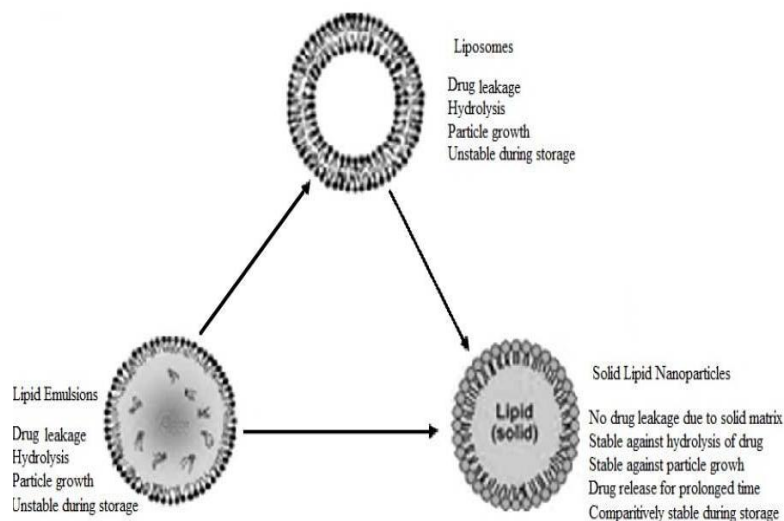 Liposomes
Drug leakage
Hydrolysis
Particle growth
Unstable during storage
Lipid Emulsions
Drug leakage
Hydrolysis
Particle growth
Unstable during storage
Lipid
(solid)
Solid Lipid Nanoparticles
No drug leakage due to solid matrix
Stable against hydrolysis of drug
Stable against particle growh
Drug release for prolonged time
Comparitively stable during storage